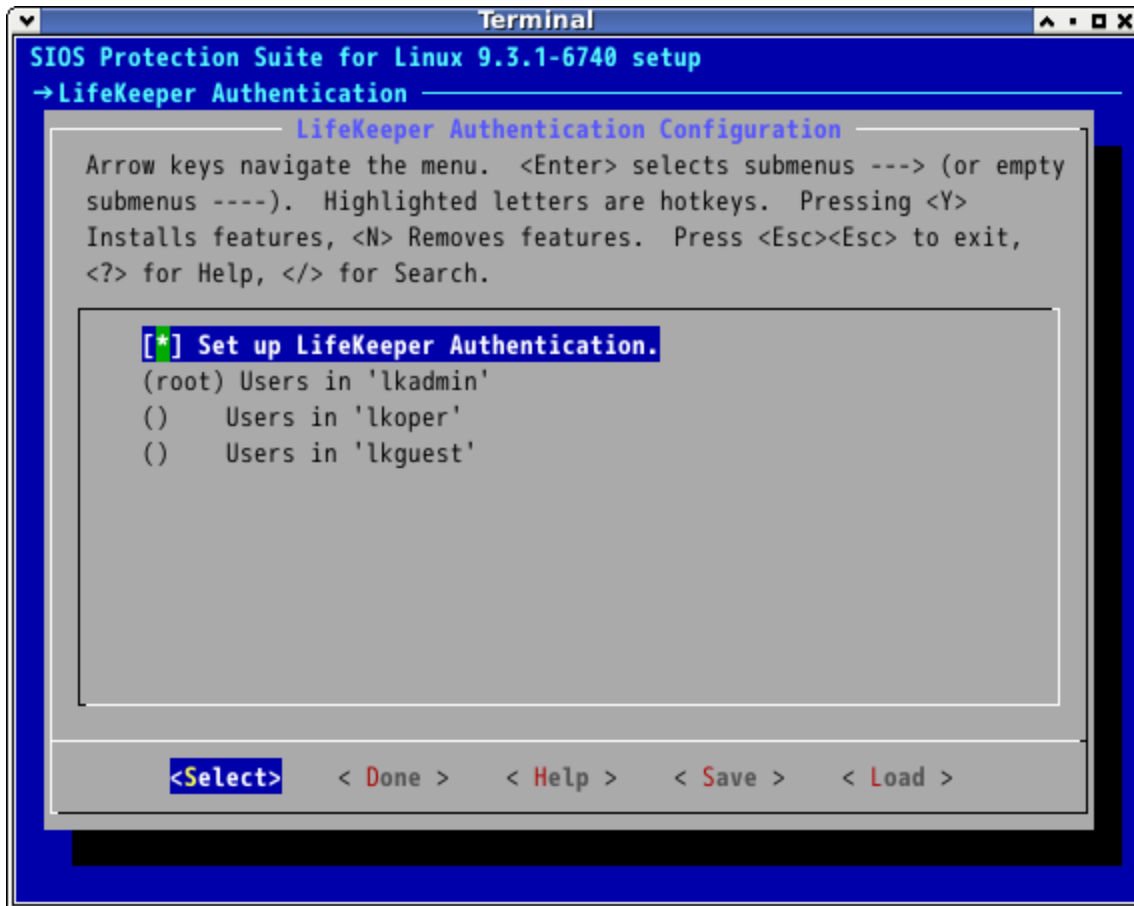 Terminal
SIOS Protection Suite for Linux 9.3.1-6740 setup
→LifeKeeper Authentication
LifeKeeper Authentication Configuration
Arrow keys navigate the menu.  <Enter> selects submenus ---> (or empty
submenus ----).  Highlighted letters are hotkeys.  Pressing <Y>
Installs features, <N> Removes features.  Press <Esc><Esc> to exit,
<?> for Help, </> for Search.
[*] Set up LifeKeeper Authentication.
(root) Users in 'lkadmin'
()    Users in 'lkoper'
()    Users in 'lkguest'
<Select>    < Done >    < Help >    < Save >    < Load >